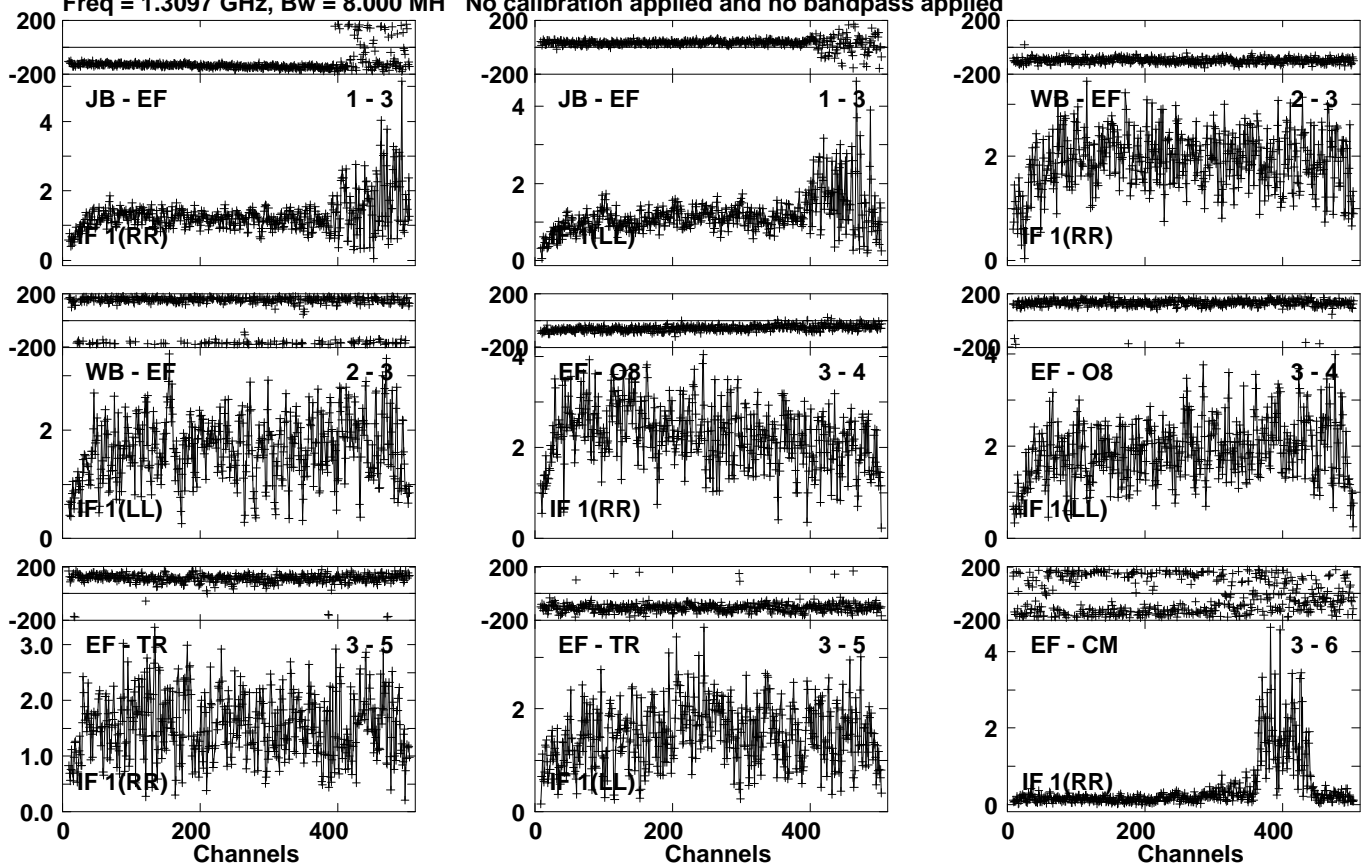 Freq = 1.3097 GHz, Bw = 8.000 MH No calibration applied and no bandpass applied
200
-200
JB - EF 1 - 3
4
2
0
IF 1(RR)
JB - EF 1 - 3
4
2
0
IF 1(LL)
200
-200
WB - EF 2 - 3
2
0
IF 1(RR)
200
-200
WB - EF 2 - 3
2
0
IF 1(LL)
200
-200
EF - O8 3 - 4
4
2
0
IF 1(RR)
200
-200
EF - O8 3 - 4
4
2
0
IF 1(LL)
200
-200
EF - TR 3 - 5
3.0
2.0
1.0
0.0
IF 1(RR)
0 200 400
Channels
200
-200
EF - TR 3 - 5
2
0
IF 1(LL)
0 200 400
Channels
200
-200
EF - CM 3 - 6
4
2
0
IF 1(RR)
0 200 400
Channels